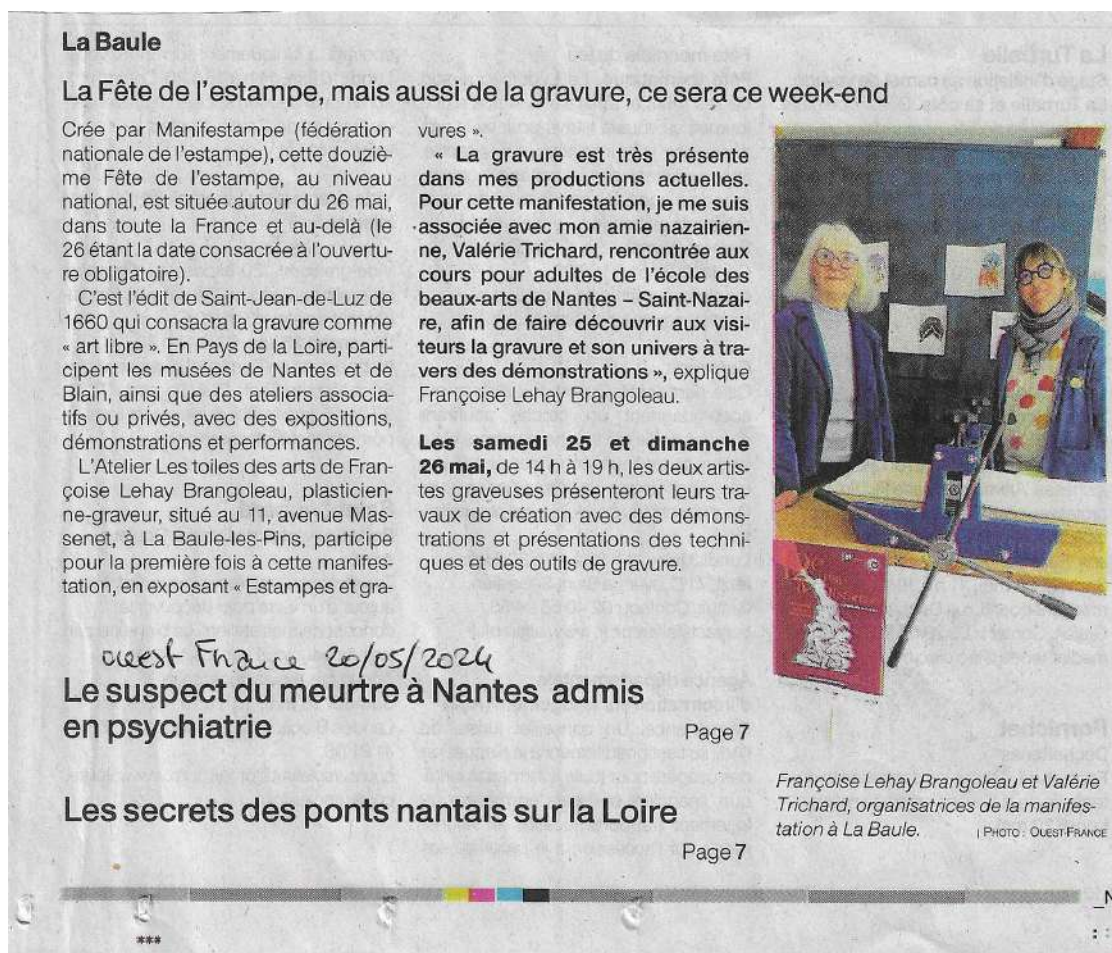 La Baule
La Fête de l'estampe, mais aussi de la gravure, ce sera ce week-end
Crée par Manifestampe (fédération
nationale de l'estampe), cette douziè-
me Fête de l'estampe, au niveau
national, est située autour du 26 mai,
dans toute la France et au-delà (le
26 étant la date consacrée à l'ouvertu-
re obligatoire).
C'est l'édit de Saint-Jean-de-Luz de
1660 qui consacra la gravure comme
« art libre ». En Pays de la Loire, parti-
cipent les musées de Nantes et de
Blain, ainsi que des ateliers associa-
tifs ou privés, avec des expositions,
démonstrations et performances.
L'Atelier Les toiles des arts de Fran-
çoise Lehay Brangoleau, plasticien-
ne-graveur, situé au 11, avenue Mas-
senet, à La Baule-les-Pins, participe
pour la première fois à cette manifes-
tation, en exposant « Estampes et gra-
vures ».
« La gravure est très présente
dans mes productions actuelles.
Pour cette manifestation, je me suis
associée avec mon amie nazairien-
ne, Valérie Trichard, rencontrée aux
cours pour adultes de l'école des
beaux-arts de Nantes – Saint-Nazai-
re, afin de faire découvrir aux visi-
teurs la gravure et son univers à tra-
vers des démonstrations », explique
Françoise Lehay Brangoleau.
Les samedi 25 et dimanche
26 mai, de 14 h à 19 h, les deux artis-
tes graveuses présenteront leurs tra-
vaux de création avec des démons-
trations et présentations des techni-
ques et des outils de gravure.
Françoise Lehay Brangoleau et Valérie
Trichard, organisatrices de la manifes-
tation à La Baule.
| PHOTO : OUEST-FRANCE
ouest France 20/05/2024
Le suspect du meurtre à Nantes admis
en psychiatrie
Page 7
Les secrets des ponts nantais sur la Loire
Page 7
_N
***